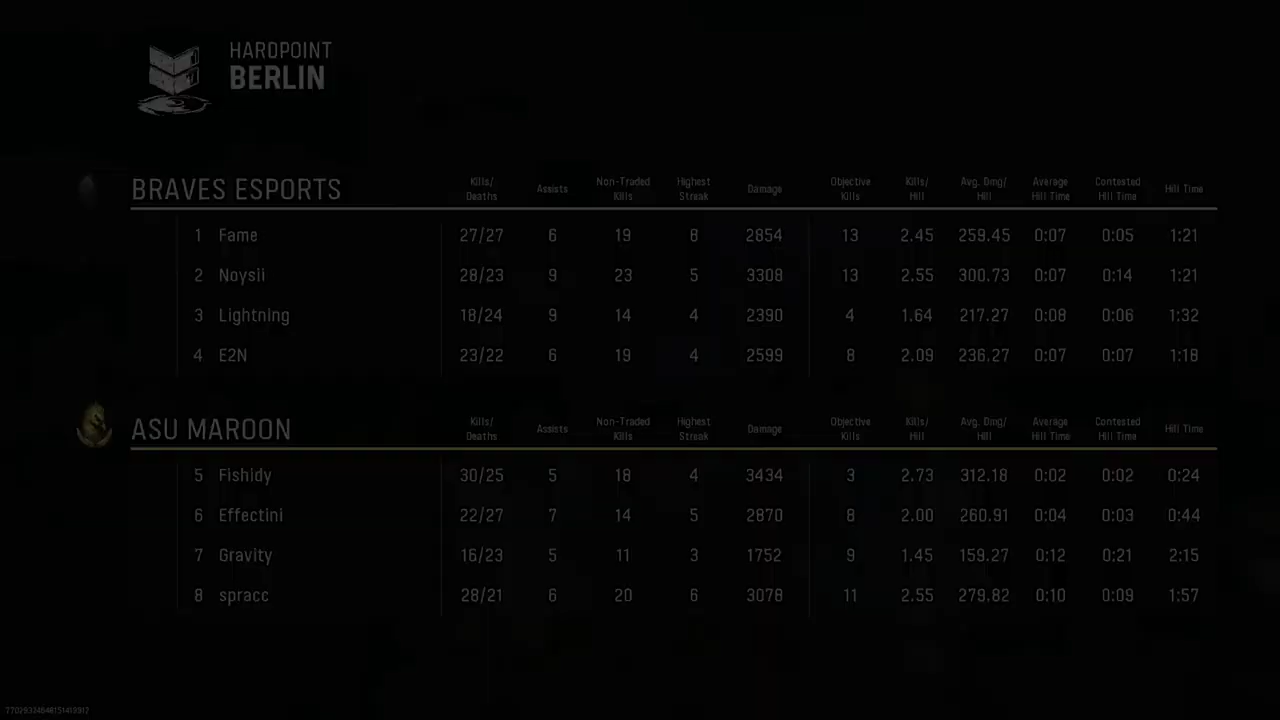 HARDPOINT
BERLIN
BRAVES ESPORTS Kills/ Deaths Assists Non-Traded Kills Highest Streak Damage Objective Kills Kills/ Hill Avg. Dmg/ Hill Average Hill Time Contested Hill Time Hill Time
1 Fame 27/27 6 19 8 2854 13 2.45 259.45 0:07 0:05 1:21
2 Noysii 28/23 9 23 5 3308 13 2.55 300.73 0:07 0:14 1:21
3 Lightning 18/24 9 14 4 2390 4 1.64 217.27 0:08 0:06 1:32
4 E2N 23/22 6 19 4 2599 8 2.09 236.27 0:07 0:07 1:18
ASU MAROON Kills/ Deaths Assists Non-Traded Kills Highest Streak Damage Objective Kills Kills/ Hill Avg. Dmg/ Hill Average Hill Time Contested Hill Time Hill Time
5 Fishidy 30/25 5 18 4 3434 3 2.73 312.18 0:02 0:02 0:24
6 Effectini 22/27 7 14 5 2870 8 2.00 260.91 0:04 0:03 0:44
7 Gravity 16/23 5 11 3 1752 9 1.45 159.27 0:12 0:21 2:15
8 spracc 28/21 6 20 6 3078 11 2.55 279.82 0:10 0:09 1:57